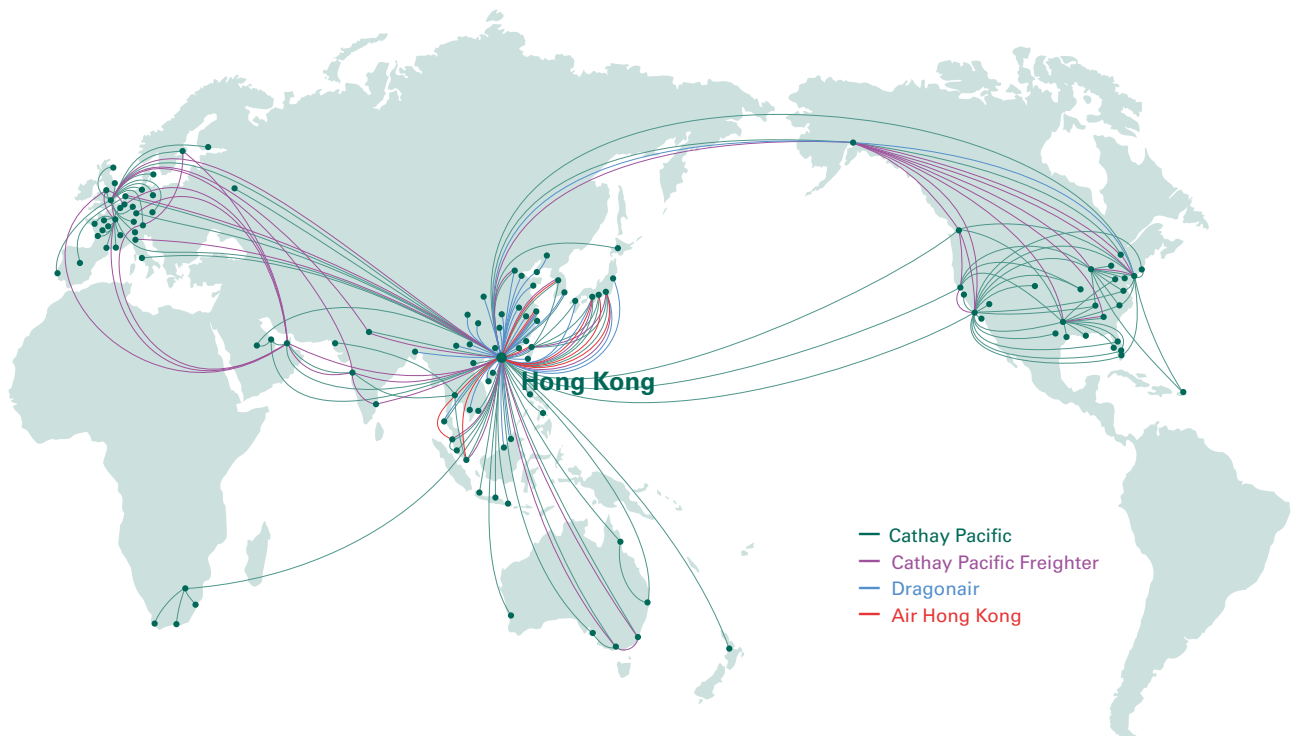 Hong Kong
Cathay Pacific
Cathay Pacific Freighter
Dragonair
Air Hong Kong